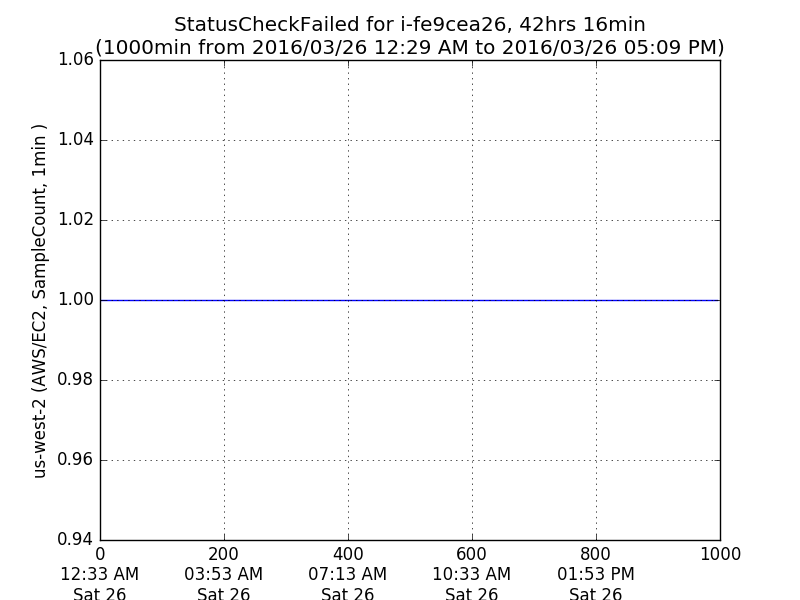 StatusCheckFailed for i-fe9cea26, 42hrs 16min
(1000min from 2016/03/26 12:29 AM to 2016/03/26 05:09 PM)
us-west-2 (AWS/EC2, SampleCount, 1min )
1.06
1.04
1.02
1.00
0.98
0.96
0.94
0 200 400 600 800 1000
12:33 AM 03:53 AM 07:13 AM 10:33 AM 01:53 PM
Sat 26 Sat 26 Sat 26 Sat 26 Sat 26